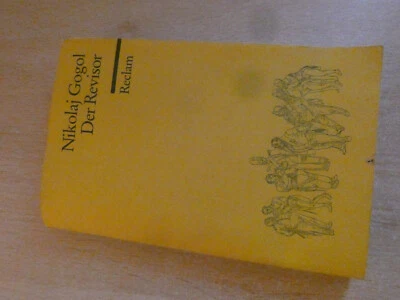 Nikolaj Gogol
Der Revisor
Reclam